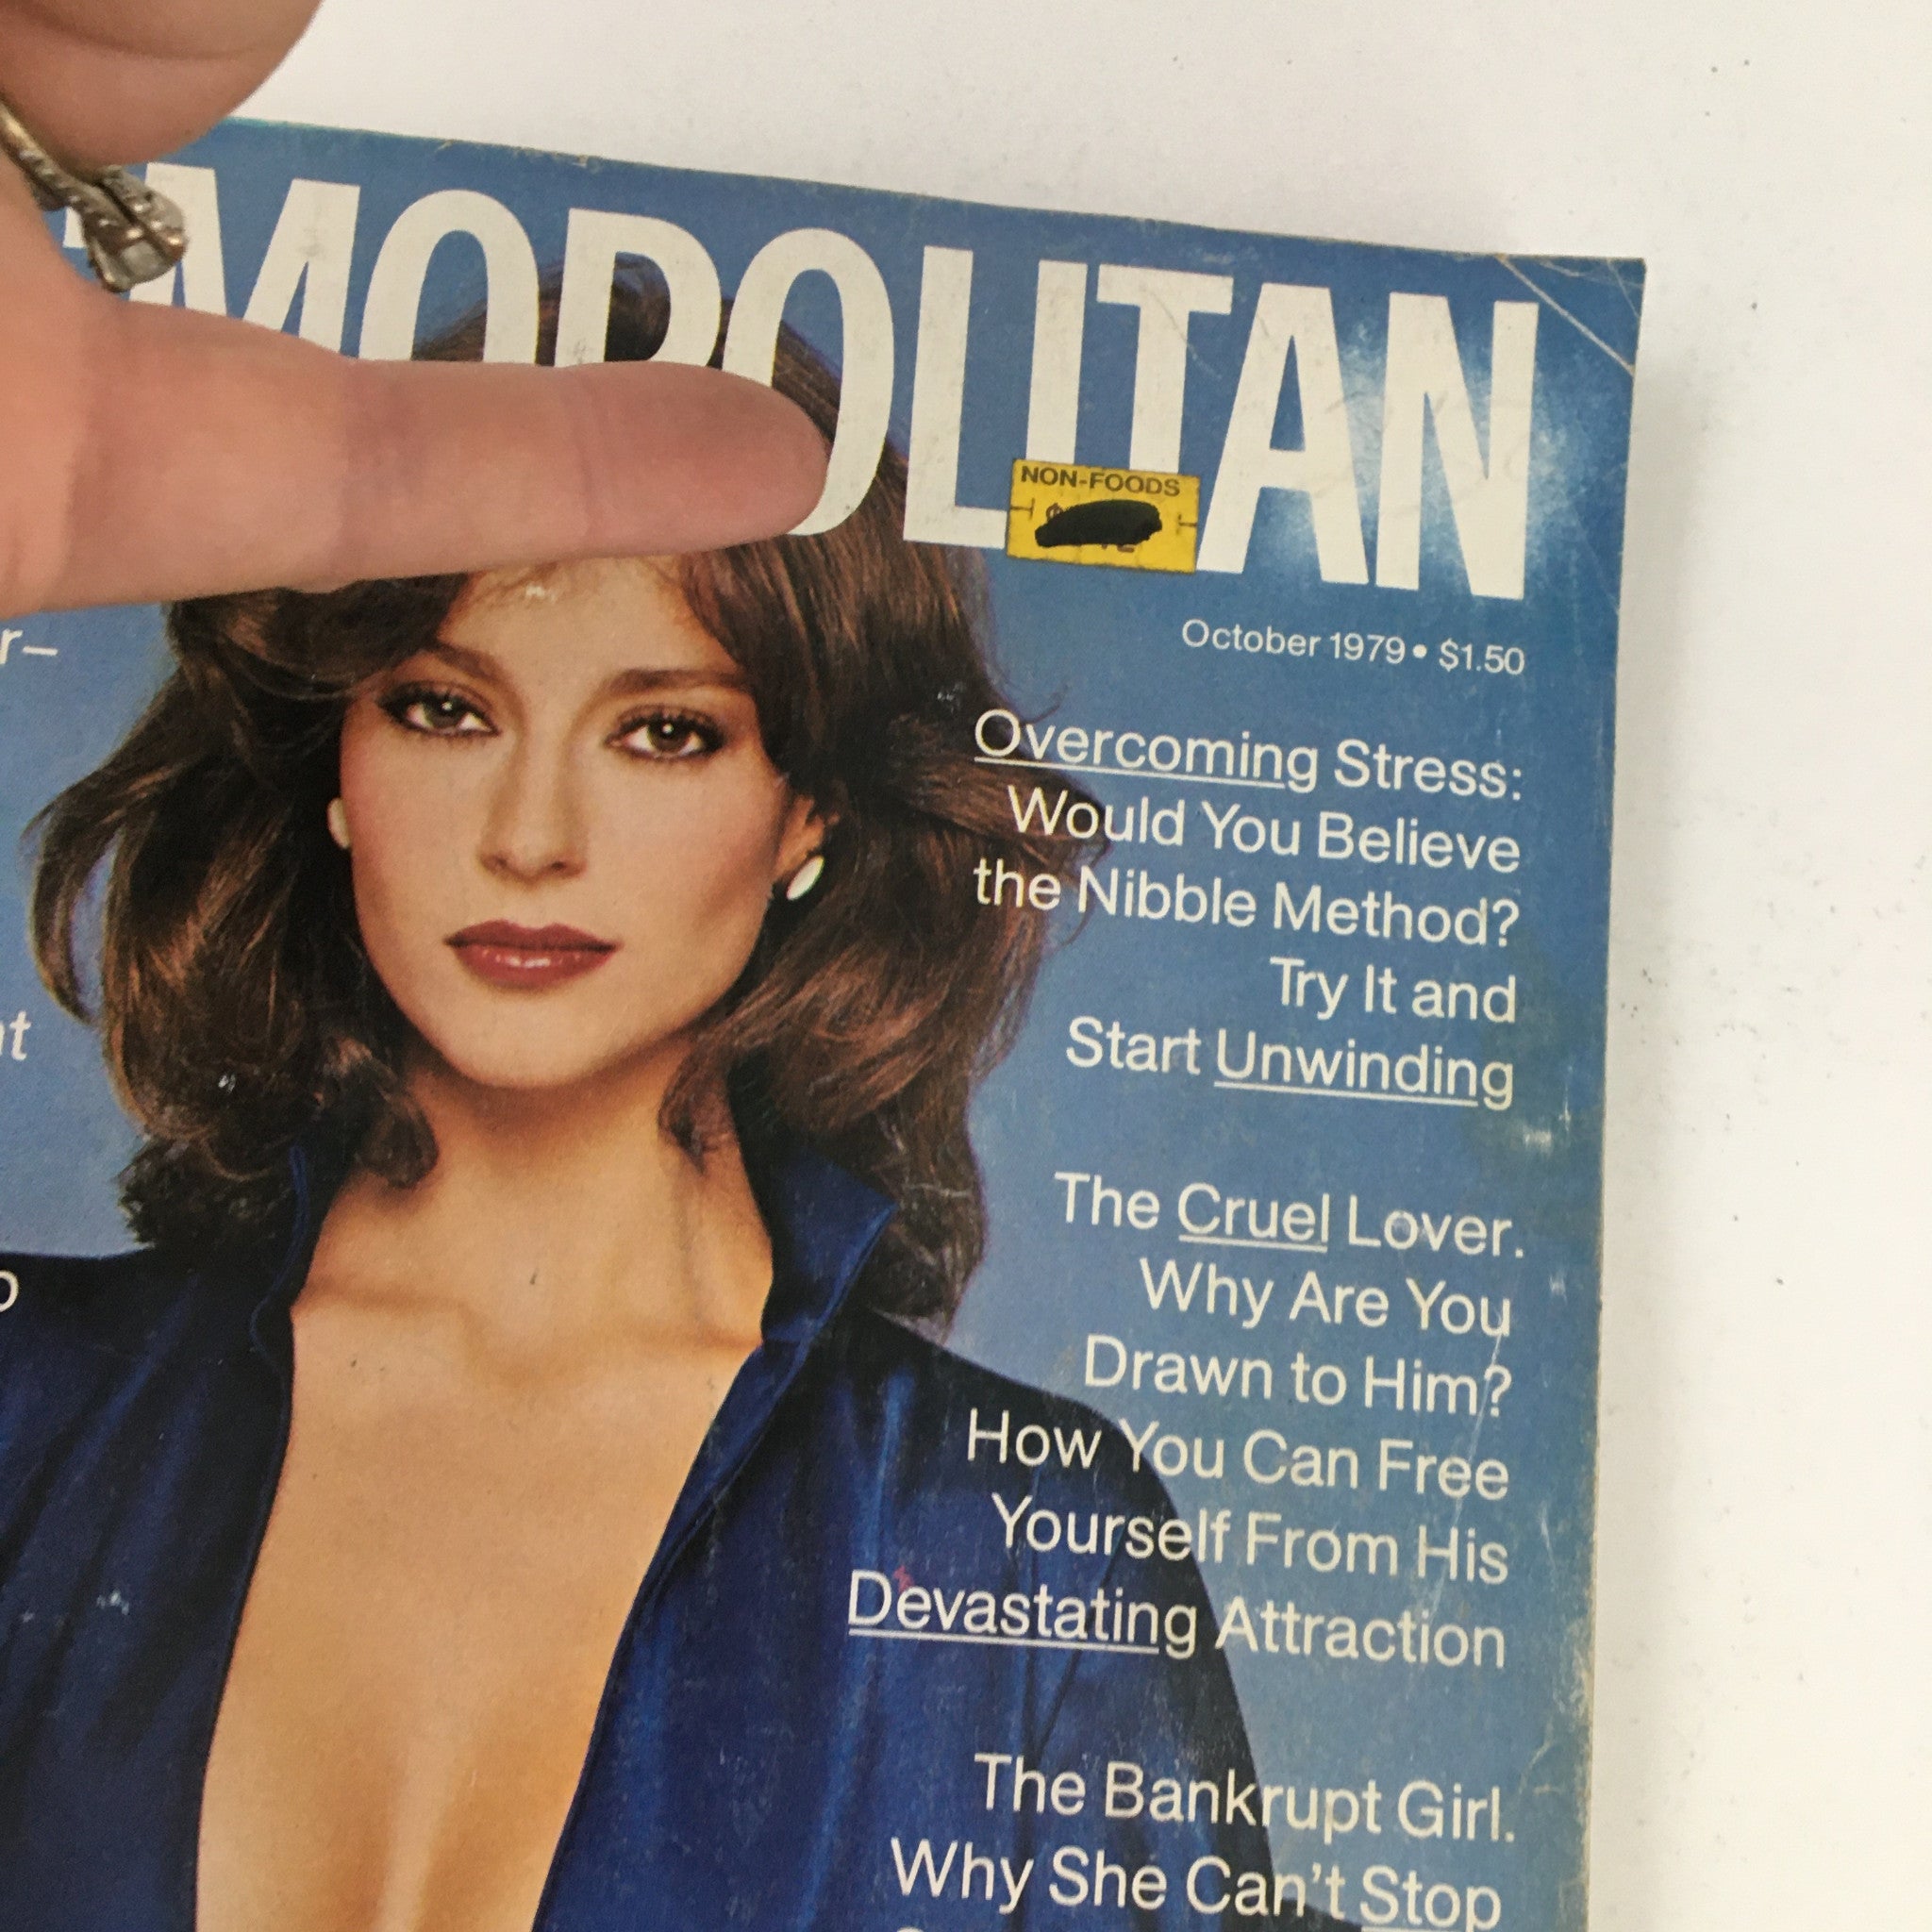 MOPOLITAN
NON-FOODS
October 1979 • $1.50
Overcoming Stress:
Would You Believe
the Nibble Method?
Try It and
Start Unwinding
The Cruel Lover.
Why Are You
Drawn to Him?
How You Can Free
Yourself From His
Devastating Attraction
The Bankrupt Girl.
Why She Can't Stop